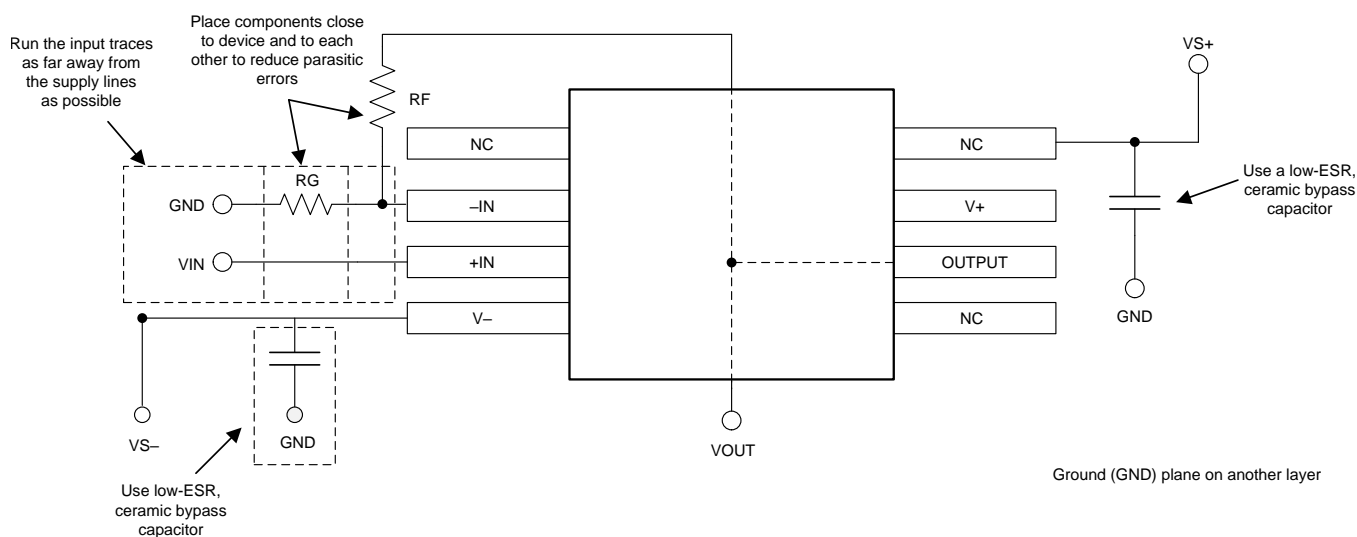 Run the input traces
as far away from
the supply lines
as possible
Place components close
to device and to each
other to reduce parasitic
errors
VS+
RF
NC
NC
Use a low-ESR,
ceramic bypass
capacitor
RG
GND
–IN
V+
VIN
+IN
OUTPUT
V–
NC
GND
VS–
GND
VOUT
Ground (GND) plane on another layer
Use low-ESR,
ceramic bypass
capacitor